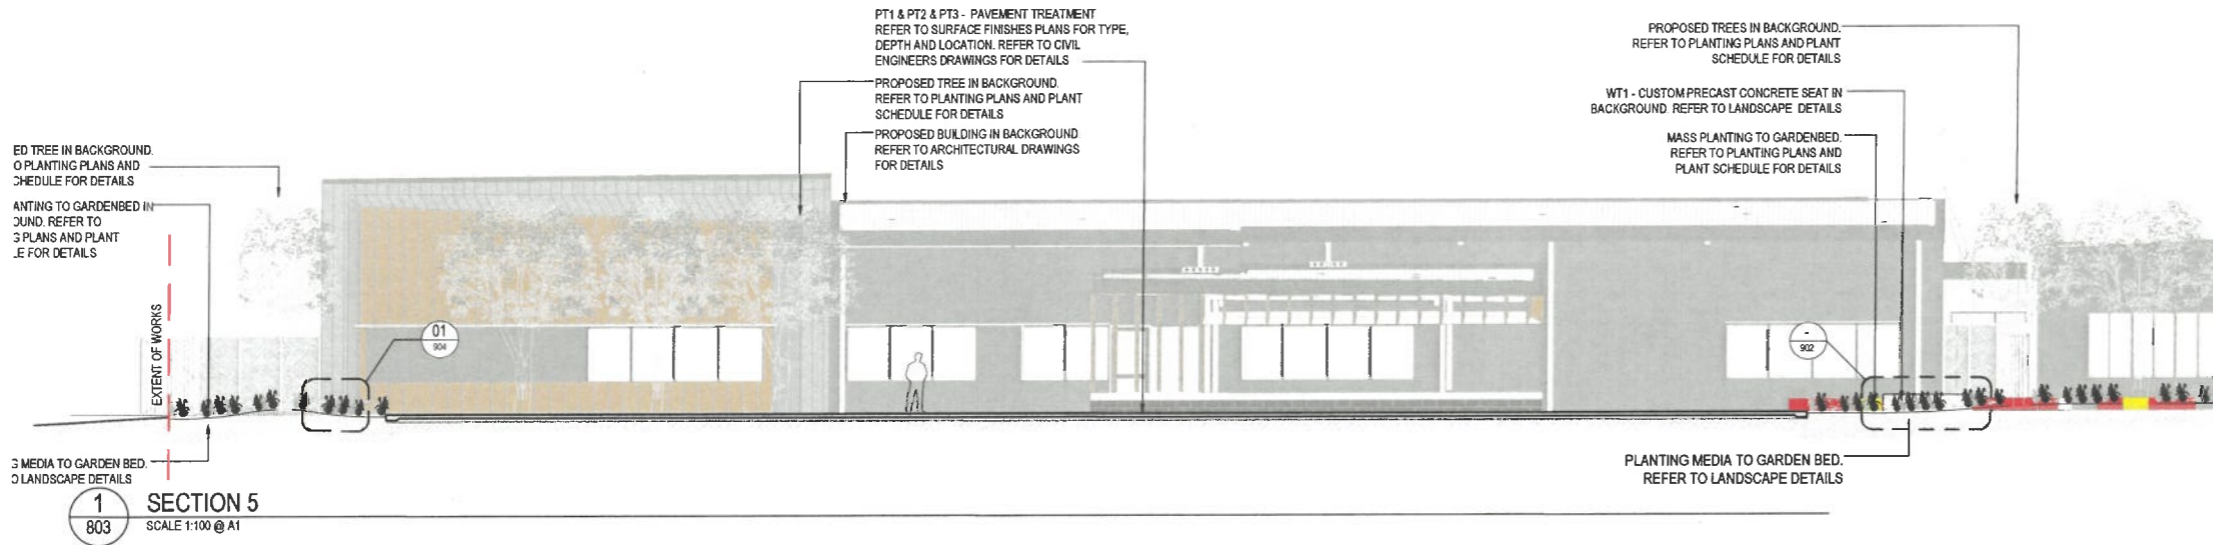 PT1 & PT2 & PT3 - PAVEMENT TREATMENT
REFER TO SURFACE FINISHES PLANS FOR TYPE,
DEPTH AND LOCATION. REFER TO CIVIL
ENGINEERS DRAWINGS FOR DETAILS
PROPOSED TREE IN BACKGROUND.
REFER TO PLANTING PLANS AND PLANT
SCHEDULE FOR DETAILS
PROPOSED BUILDING IN BACKGROUND
REFER TO ARCHITECTURAL DRAWINGS
FOR DETAILS
PROPOSED TREES IN BACKGROUND.
REFER TO PLANTING PLANS AND PLANT
SCHEDULE FOR DETAILS
WT1 - CUSTOM PRECAST CONCRETE SEAT IN
BACKGROUND. REFER TO LANDSCAPE DETAILS
MASS PLANTING TO GARDENBED.
REFER TO PLANTING PLANS AND
PLANT SCHEDULE FOR DETAILS
ED TREE IN BACKGROUND.
O PLANTING PLANS AND
CHEDULE FOR DETAILS
ANTING TO GARDENBED IN
OUND. REFER TO
G PLANS AND PLANT
LE FOR DETAILS
EXTENT OF WORKS
01
904
-
902
G MEDIA TO GARDEN BED.
O LANDSCAPE DETAILS
PLANTING MEDIA TO GARDEN BED.
REFER TO LANDSCAPE DETAILS
1
803
SECTION 5
SCALE 1:100 @ A1